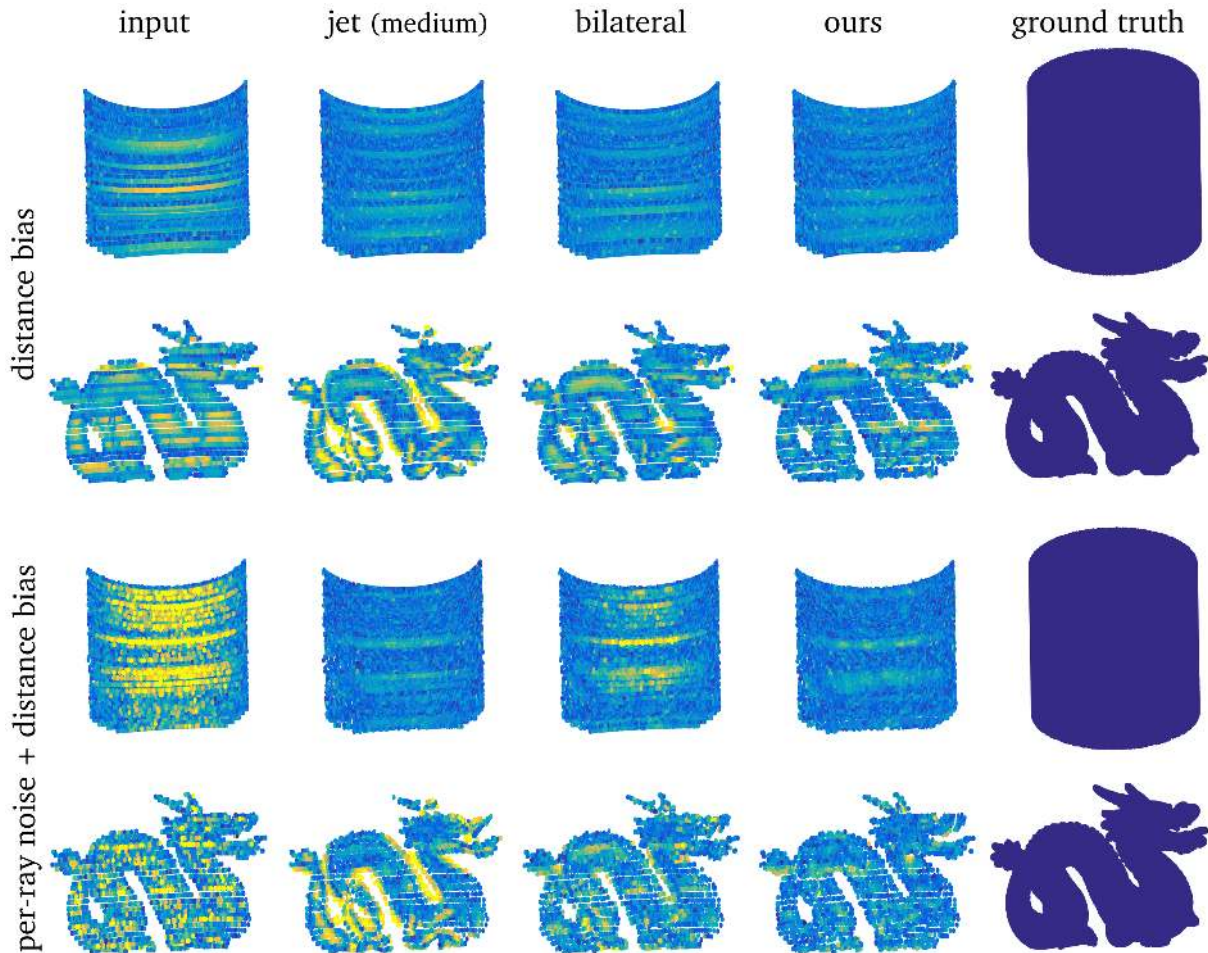 input
jet (medium)
bilateral
ours
ground truth
distance bias
per-ray noise + distance bias